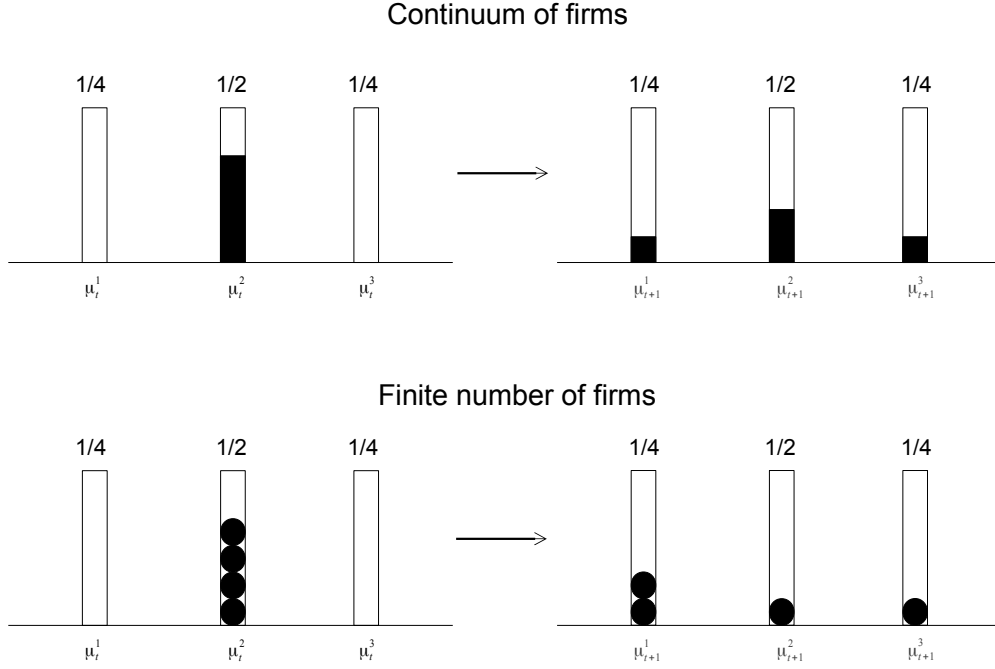 Continuum of firms
1/4 1/2 1/4 1/4 1/2 1/4
μ_t^1 μ_t^2 μ_t^3 μ_{t+1}^1 μ_{t+1}^2 μ_{t+1}^3
Finite number of firms
1/4 1/2 1/4 1/4 1/2 1/4
μ_t^1 μ_t^2 μ_t^3 μ_{t+1}^1 μ_{t+1}^2 μ_{t+1}^3